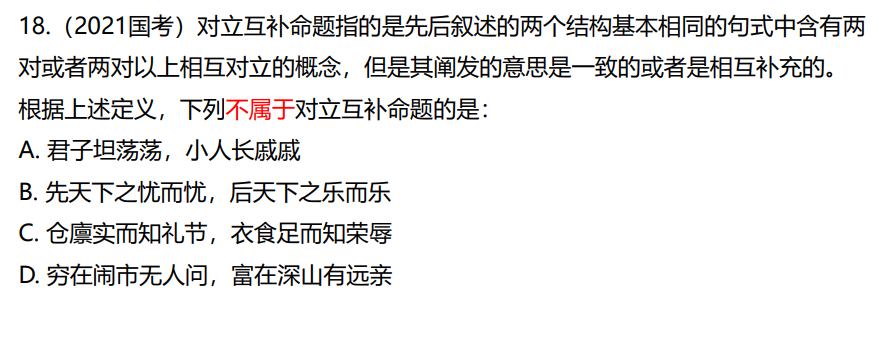 18.（2021国考）对立互补命题指的是先后叙述的两个结构基本相同的句式中含有两
对或者两对以上相互对立的概念，但是其阐发的意思是一致的或者是相互补充的。
根据上述定义，下列不属于对立互补命题的是：
A. 君子坦荡荡，小人长戚戚
B. 先天下之忧而忧，后天下之乐而乐
C. 仓廪实而知礼节，衣食足而知荣辱
D. 穷在闹市无人问，富在深山有远亲